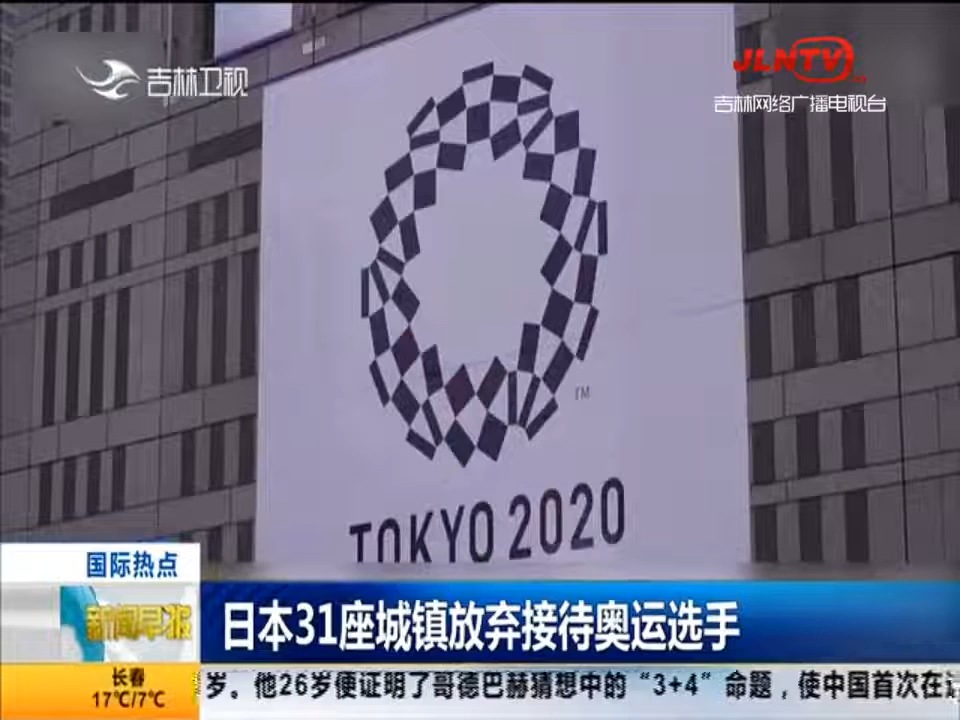 吉林卫视
JLNTV
吉林网络广播电视台
TM
TOKYO 2020
国际热点
新闻早报
日本31座城镇放弃接待奥运选手
长春
17℃/7℃
岁。他26岁便证明了哥德巴赫猜想中的“3+4”命题，使中国首次在